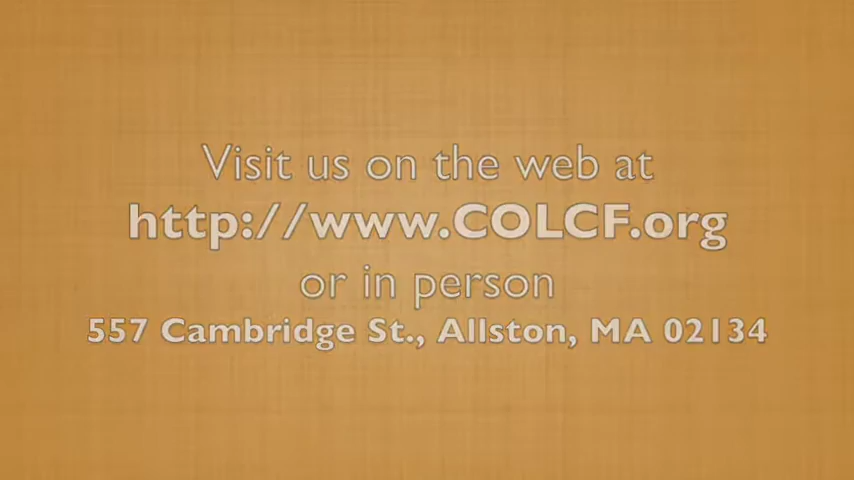 Visit us on the web at
http://www.COLCF.org
or in person
557 Cambridge St., Allston, MA 02134